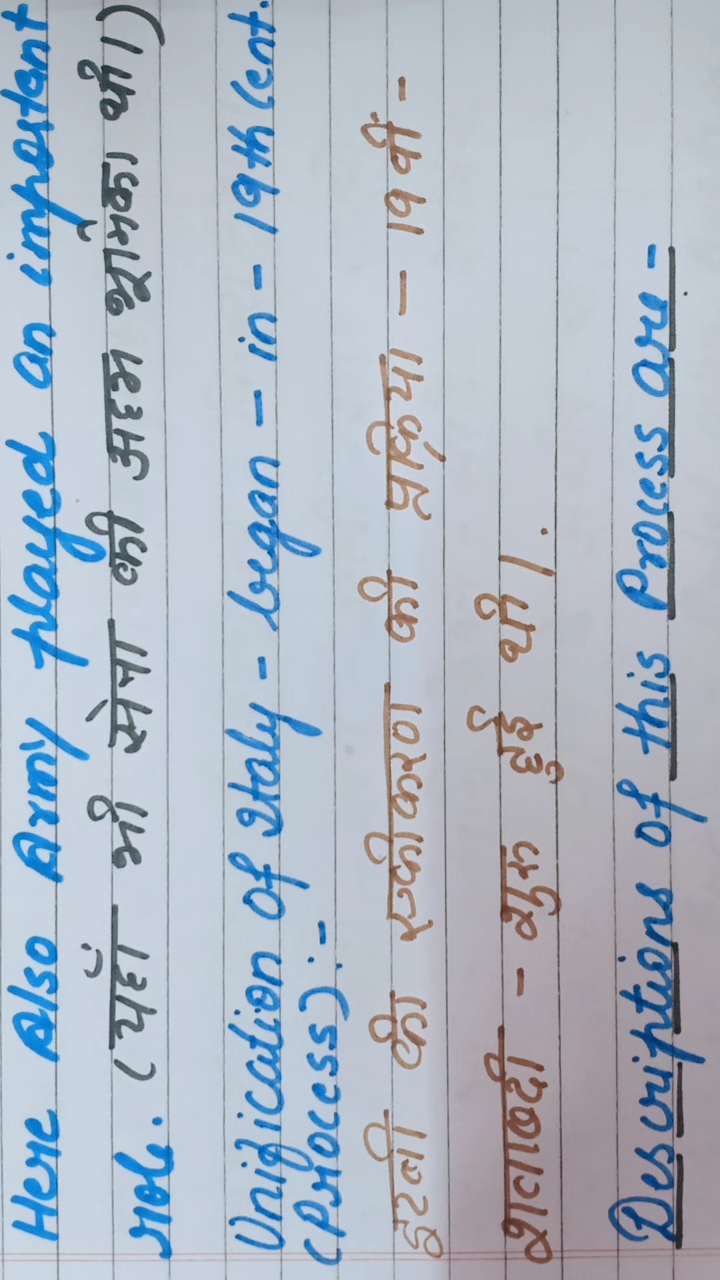 Here Also Army played an important
role. (यहाँ भी सेना की अहम भूमिका थी।)
Unification of Italy - began - in - 19th Cent.
(Process) :-
इटली की एकीकरण की प्रक्रिया - 19 वीं -
शताब्दी - शुरू हुई थी।.
Descriptions of this Process are -